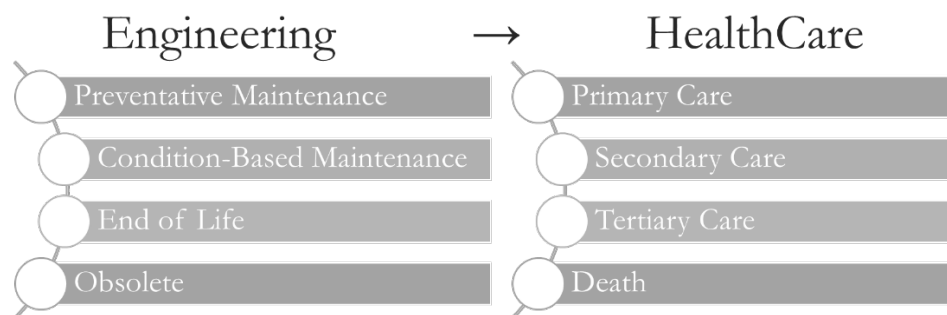 Engineering → HealthCare
Preventative Maintenance
Condition-Based Maintenance
End of Life
Obsolete
Primary Care
Secondary Care
Tertiary Care
Death